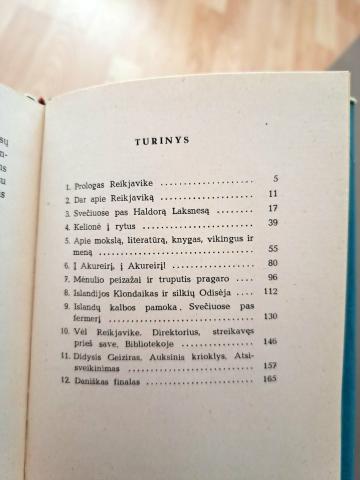 sų
n-
ms
u
s
TURINYS
1. Prologas Reikjavike 5
2. Dar apie Reikjaviką 11
3. Svečiuose pas Haldorą Laksnesą 17
4. Kelionė į rytus 39
5. Apie mokslą, literatūrą, knygas, vikingus ir
meną 55
6. Į Akureirį, į Akureirį! 80
7. Mėnulio peizažai ir truputis pragaro 96
8. Islandijos Klondaikas ir silkių Odisėja 112
9. Islandų kalbos pamoka. Svečiuose pas
fermerį 130
10. Vėl Reikjavike. Direktorius, streikavęs
prieš save. Bibliotekoje 146
11. Didysis Geiziras, Auksinis krioklys, Atsi-
sveikinimas 157
12. Daniškas finalas 165